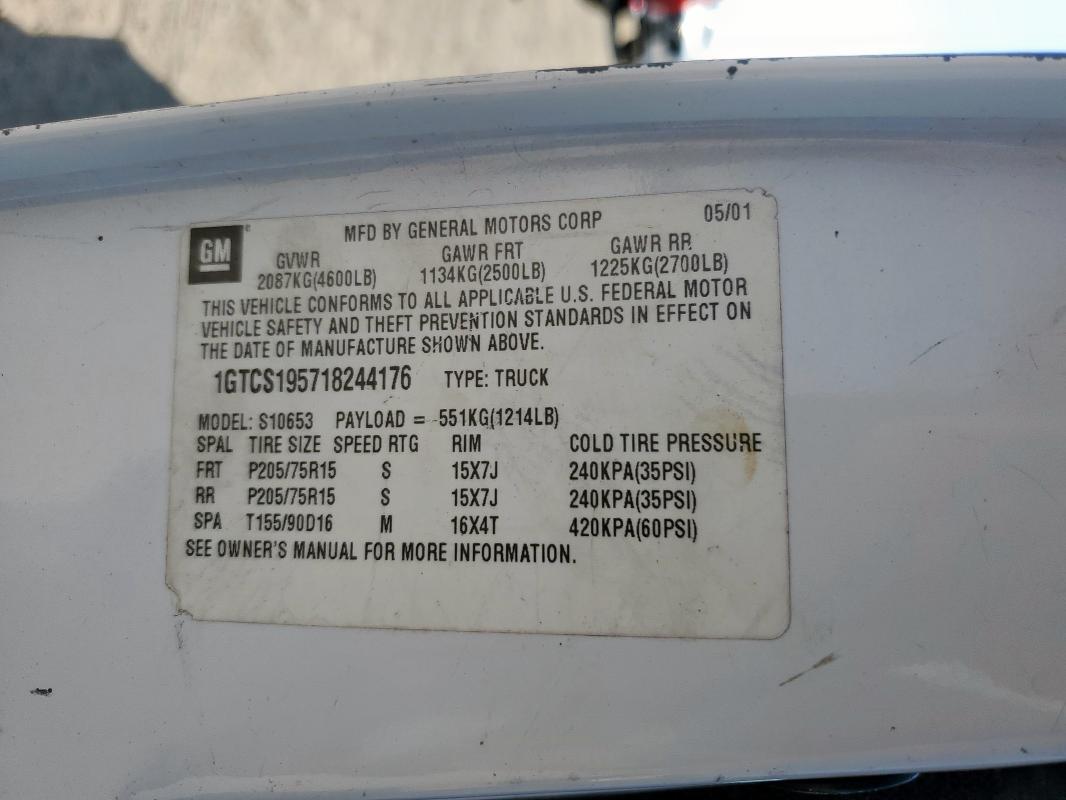 GM
MFD BY GENERAL MOTORS CORP 05/01
GVWR GAWR FRT GAWR RR
2087KG(4600LB) 1134KG(2500LB) 1225KG(2700LB)
THIS VEHICLE CONFORMS TO ALL APPLICABLE U.S. FEDERAL MOTOR
VEHICLE SAFETY AND THEFT PREVENTION STANDARDS IN EFFECT ON
THE DATE OF MANUFACTURE SHOWN ABOVE.
1GTCS195718244176 TYPE: TRUCK
MODEL: S10653 PAYLOAD = 551KG(1214LB)
SPAL TIRE SIZE SPEED RTG RIM COLD TIRE PRESSURE
FRT P205/75R15 S 15X7J 240KPA(35PSI)
RR P205/75R15 S 15X7J 240KPA(35PSI)
SPA T155/90D16 M 16X4T 420KPA(60PSI)
SEE OWNER'S MANUAL FOR MORE INFORMATION.